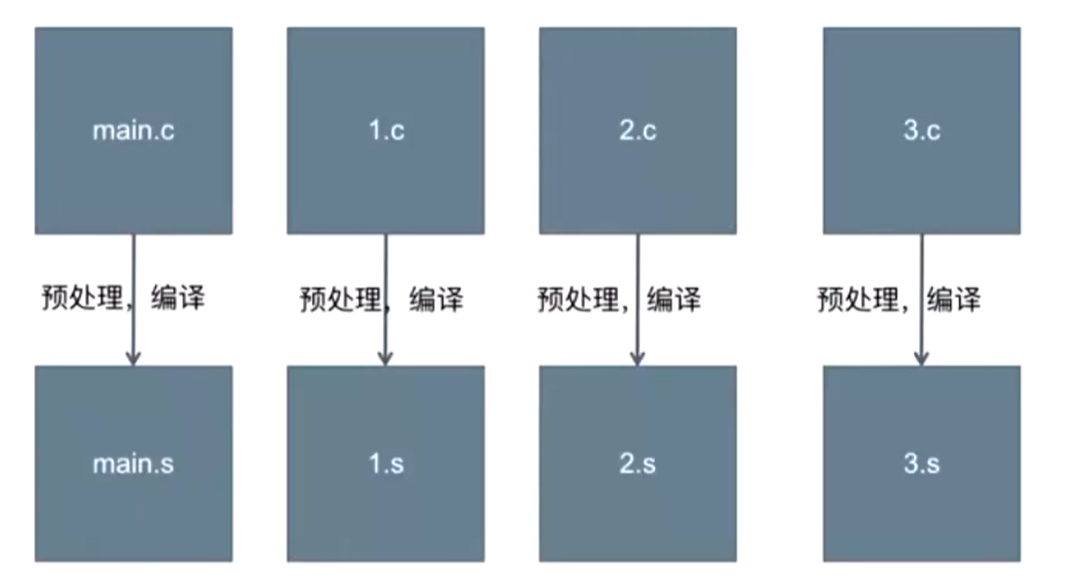 main.c
1.c
2.c
3.c
预处理，编译
预处理，编译
预处理，编译
预处理，编译
main.s
1.s
2.s
3.s